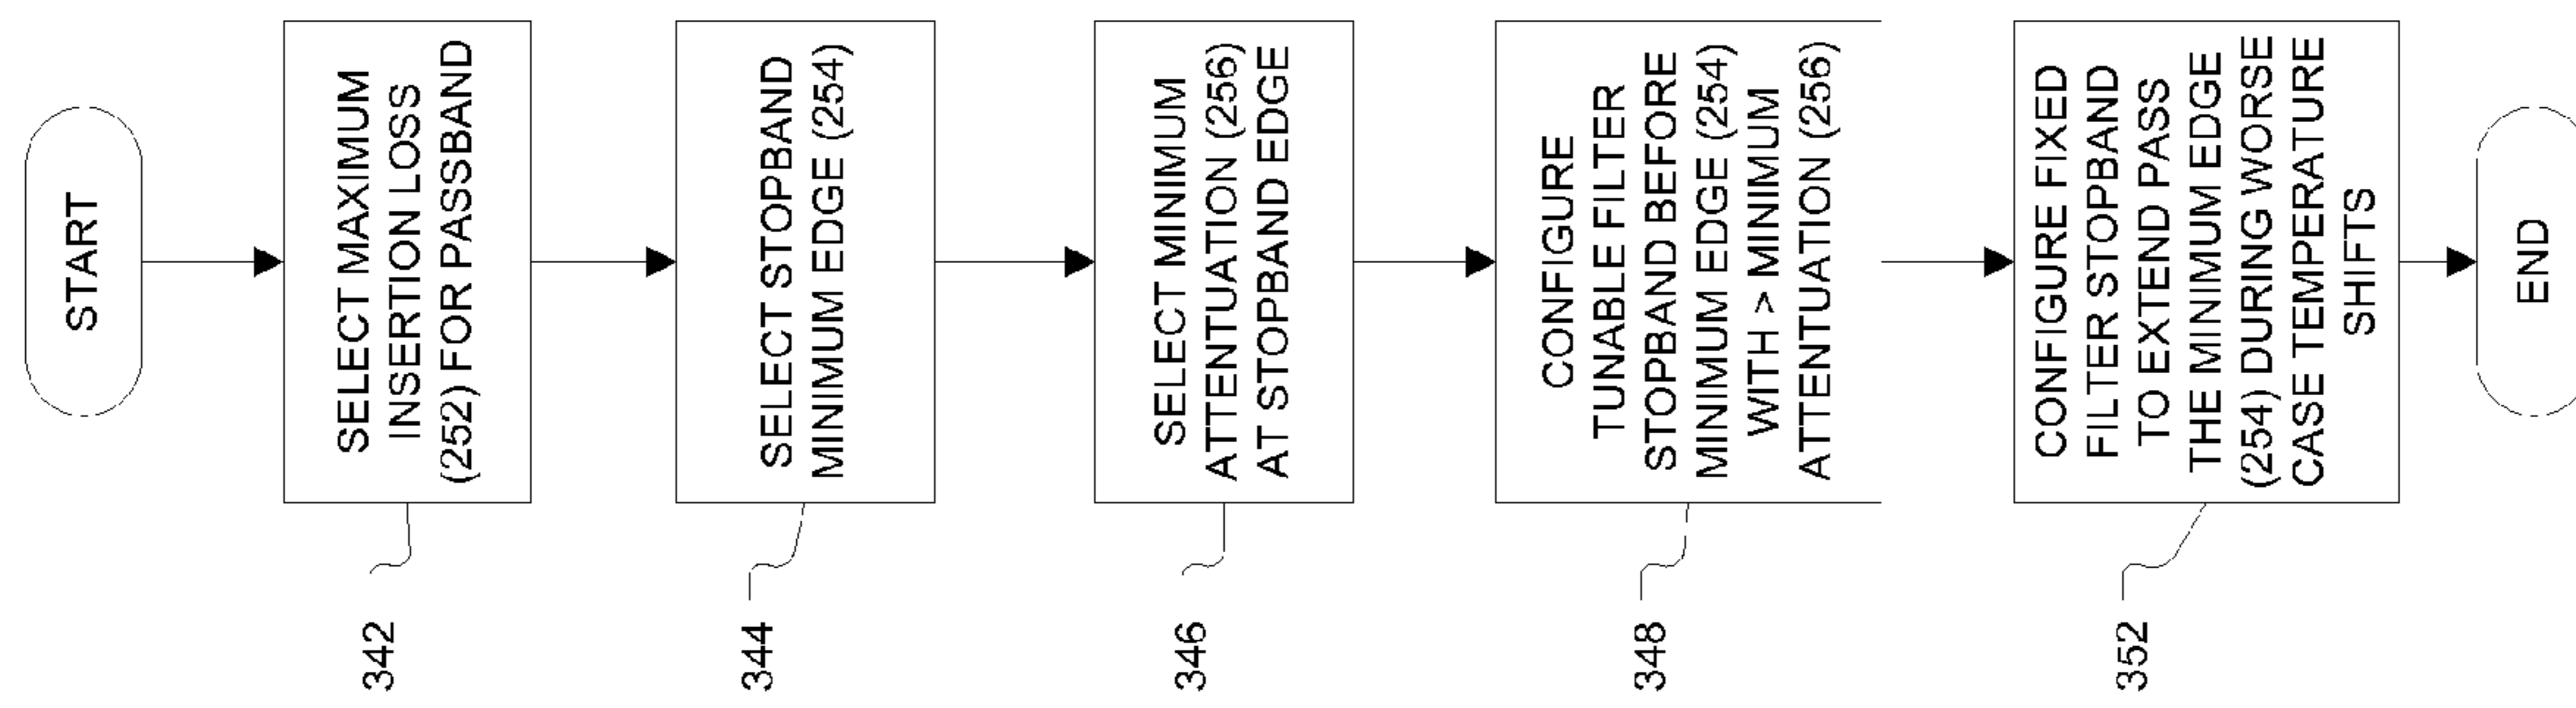 START
SELECT MAXIMUM
INSERTION LOSS
(252) FOR PASSBAND
342
SELECT STOPBAND
MINIMUM EDGE (254)
344
SELECT MINIMUM
ATTENTUATION (256)
AT STOPBAND EDGE
346
CONFIGURE
TUNABLE FILTER
STOPBAND BEFORE
MINIMUM EDGE (254)
WITH > MINIMUM
ATTENTUATION (256)
348
CONFIGURE FIXED
FILTER STOPBAND
TO EXTEND PASS
THE MINIMUM EDGE
(254) DURING WORSE
CASE TEMPERATURE
SHIFTS
352
END